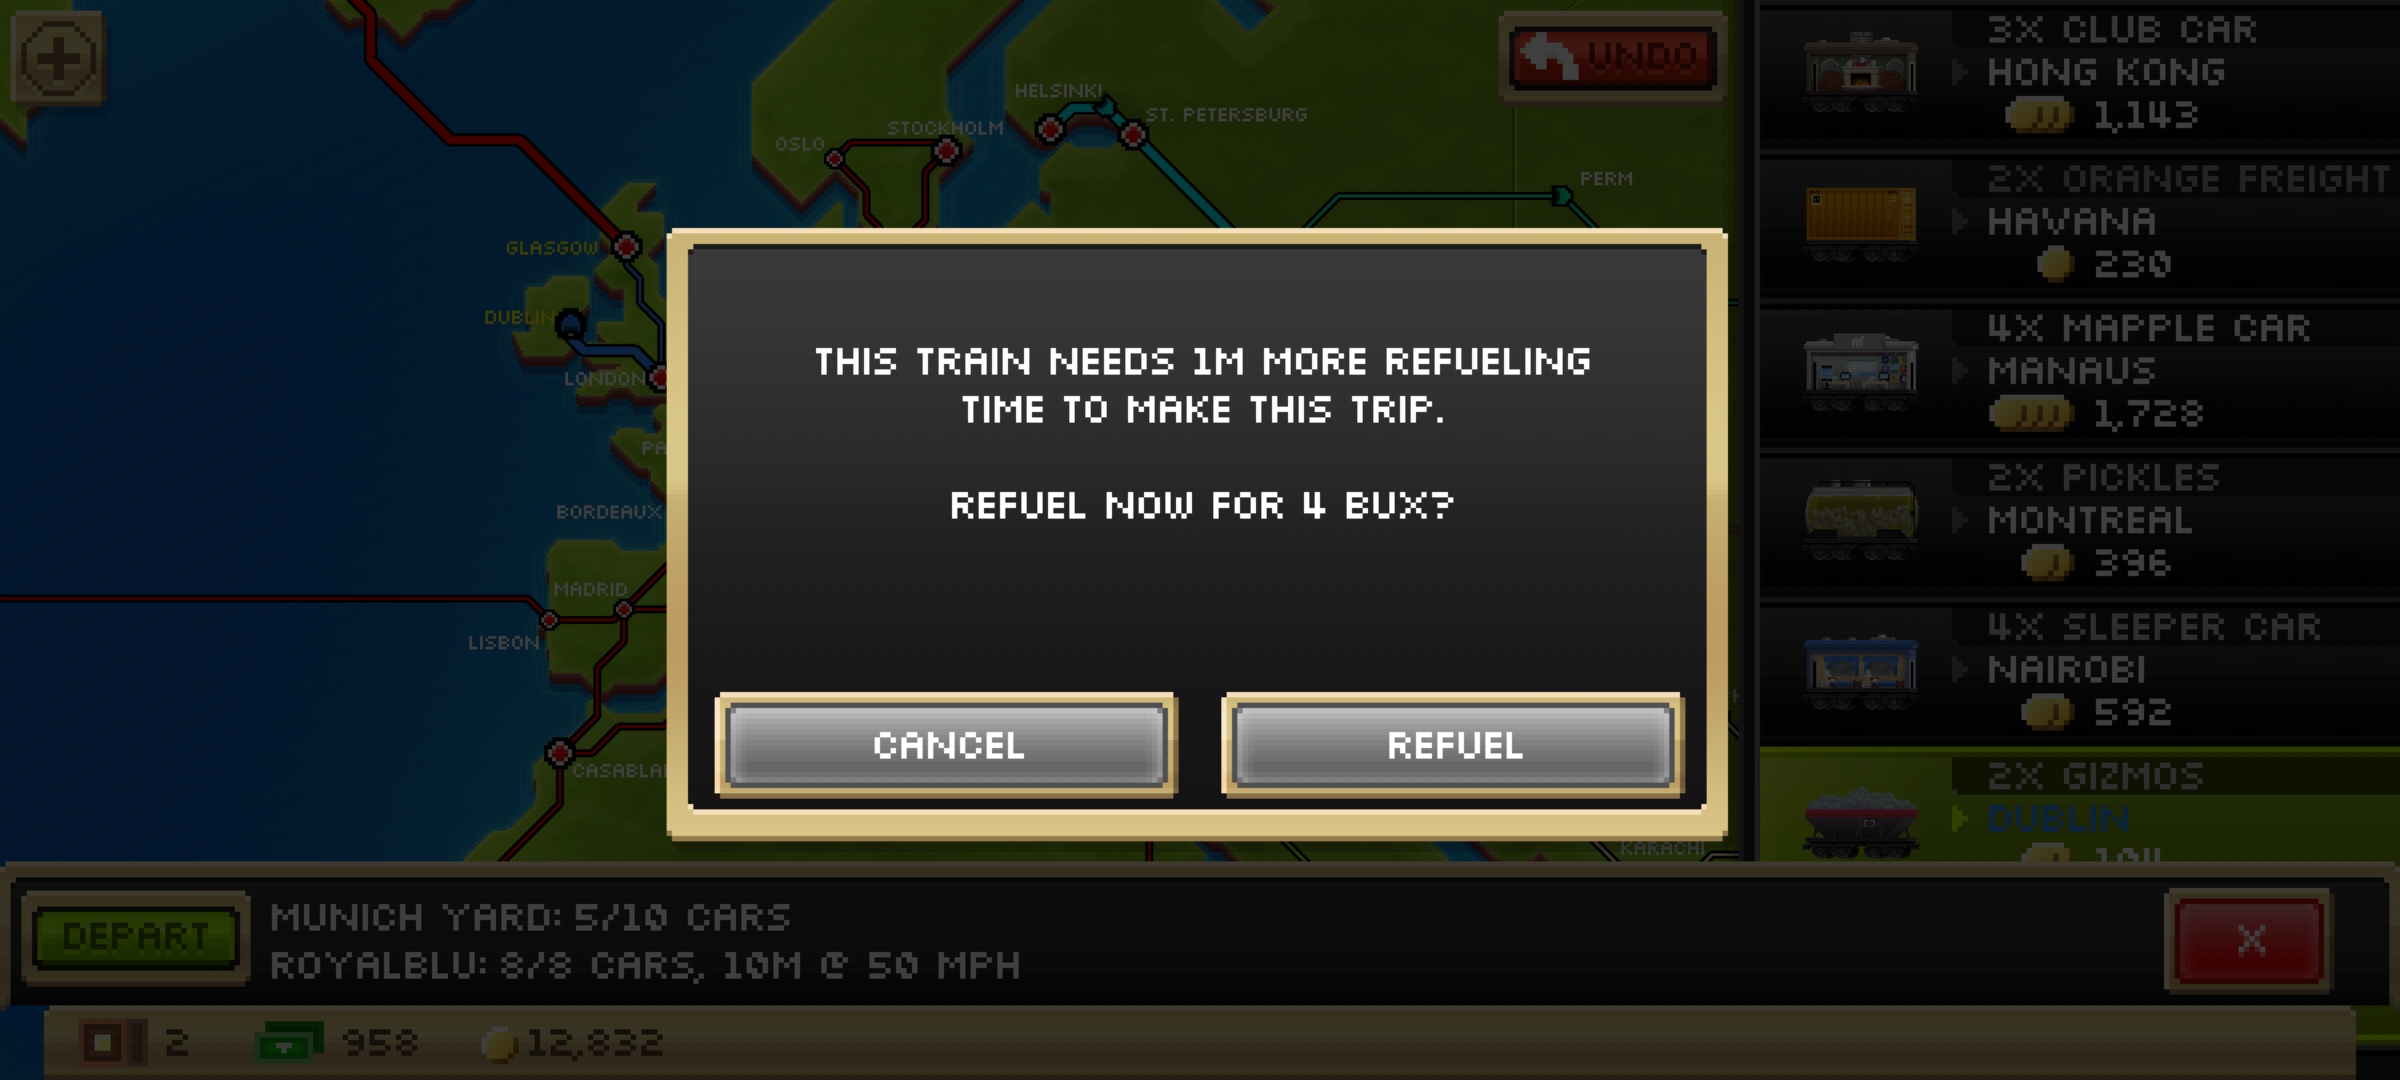 UNDO
HELSINKI
ST. PETERSBURG
STOCKHOLM
OSLO
PERM
GLASGOW
DUBLIN
LONDON
PA
BORDEAUX
MADRID
LISBON
CASABLA
KARACHI
THIS TRAIN NEEDS 1M MORE REFUELING
TIME TO MAKE THIS TRIP.
REFUEL NOW FOR 4 BUX?
CANCEL
REFUEL
3X CLUB CAR
HONG KONG
1,143
2X ORANGE FREIGHT
HAVANA
230
4X MAPPLE CAR
MANAUS
1,728
2X PICKLES
MONTREAL
396
4X SLEEPER CAR
NAIROBI
592
2X GIZMOS
DUBLIN
104
DEPART
MUNICH YARD: 5/10 CARS
ROYALBLU: 8/8 CARS, 10M @ 50 MPH
X
2
958
12,832